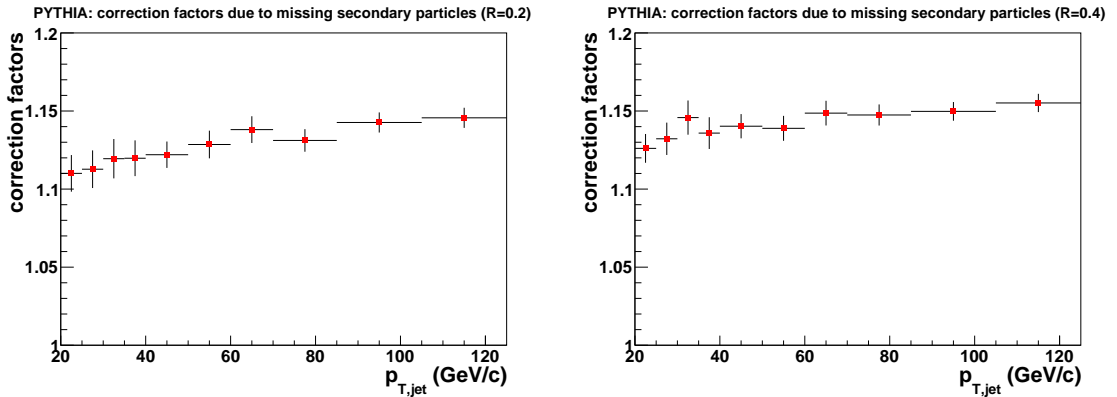 PYTHIA: correction factors due to missing secondary particles (R=0.2)
correction factors
1.2
1.15
1.1
1.05
1
20 40 60 80 100 120
p_T,jet (GeV/c)
PYTHIA: correction factors due to missing secondary particles (R=0.4)
correction factors
1.2
1.15
1.1
1.05
1
20 40 60 80 100 120
p_T,jet (GeV/c)